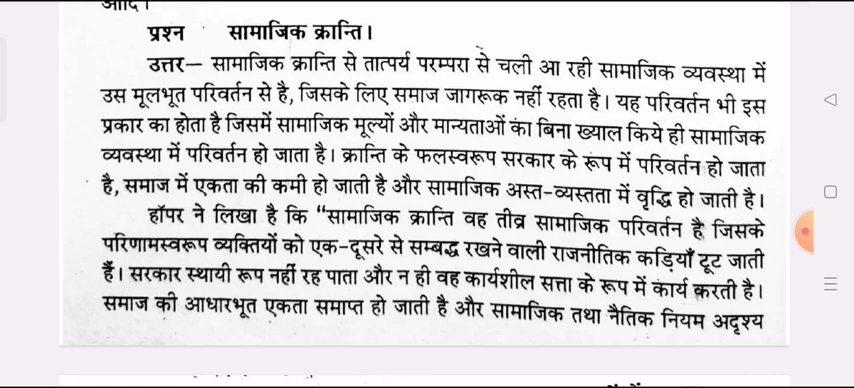 आदि।
प्रश्न सामाजिक क्रान्ति।
उत्तर— सामाजिक क्रान्ति से तात्पर्य परम्परा से चली आ रही सामाजिक व्यवस्था में
उस मूलभूत परिवर्तन से है, जिसके लिए समाज जागरूक नहीं रहता है। यह परिवर्तन भी इस
प्रकार का होता है जिसमें सामाजिक मूल्यों और मान्यताओं का बिना ख्याल किये ही सामाजिक
व्यवस्था में परिवर्तन हो जाता है। क्रान्ति के फलस्वरूप सरकार के रूप में परिवर्तन हो जाता
है, समाज में एकता की कमी हो जाती है और सामाजिक अस्त-व्यस्तता में वृद्धि हो जाती है।
हॉपर ने लिखा है कि “सामाजिक क्रान्ति वह तीव्र सामाजिक परिवर्तन है जिसके
परिणामस्वरूप व्यक्तियों को एक-दूसरे से सम्बद्ध रखने वाली राजनीतिक कड़ियाँ टूट जाती
हैं। सरकार स्थायी रूप नहीं रह पाता और न ही वह कार्यशील सत्ता के रूप में कार्य करती है।
समाज की आधारभूत एकता समाप्त हो जाती है और सामाजिक तथा नैतिक नियम अदृश्य